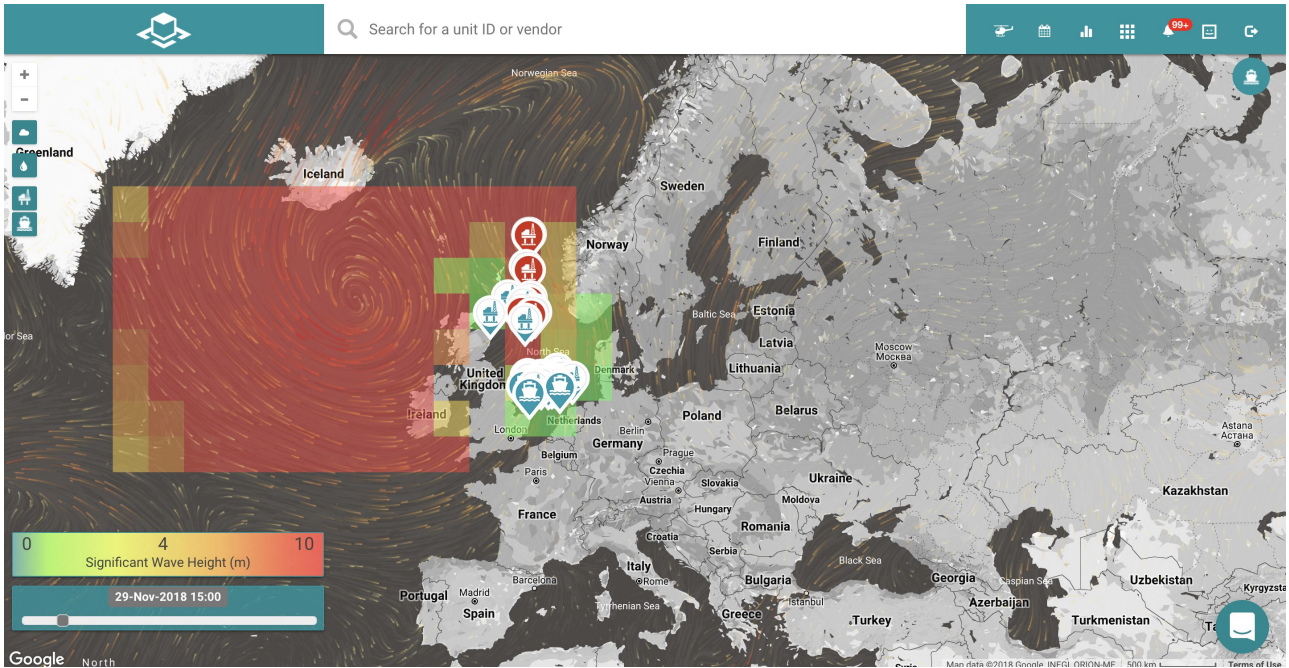 Search for a unit ID or vendor
99+
+
−
Norwegian Sea
Greenland
Iceland
Sweden
Norway
Finland
Baltic Sea
Estonia
Latvia
Moscow
Москва
North Sea
Denmark
Lithuania
United
Kingdom
Ireland
London
Netherlands
Berlin
Poland
Belarus
Germany
Astana
Астана
Belgium
Prague
Paris
Czechia
Vienna
Slovakia
Ukraine
Kazakhstan
Austria
Hungary
Moldova
France
Romania
Croatia
Serbia
Black Sea
Italy
Rome
Barcelona
Bulgaria
Georgia
Caspian Sea
Uzbekistan
Kyrgyzsta
Portugal
Madrid
Spain
Tyrrhenian Sea
Istanbul
Azerbaijan
Greece
Turkey
Turkmenistan
0 4 10
Significant Wave Height (m)
29-Nov-2018 15:00
Google
North
Map data ©2018 Google, INEGI, ORION-ME
500 km
Terms of Use